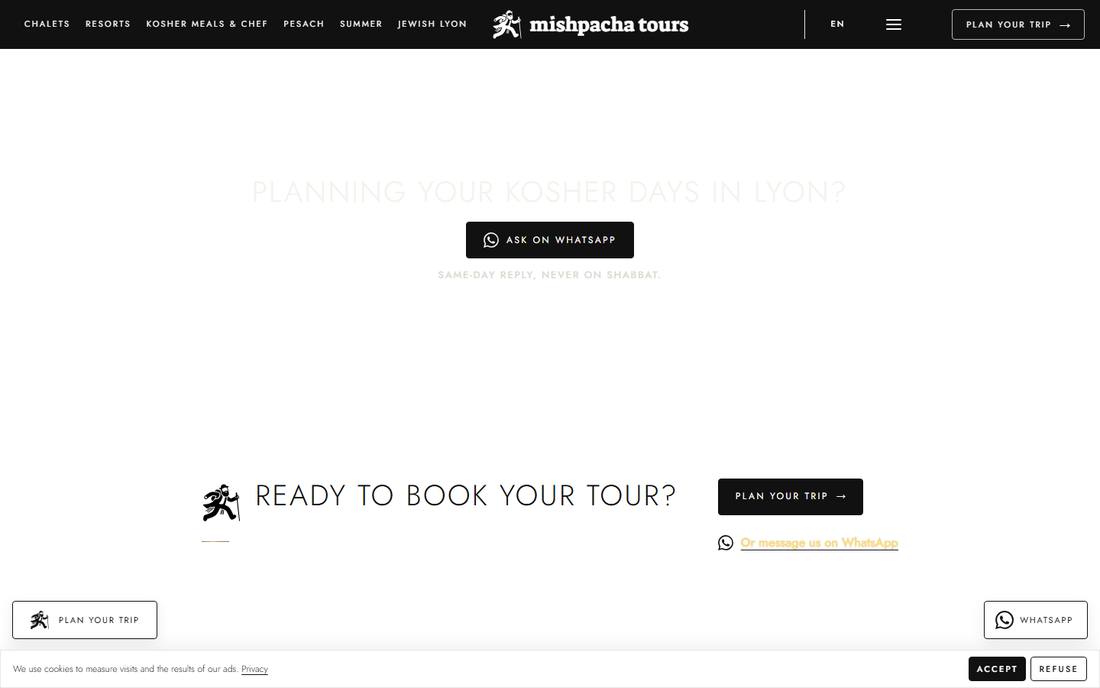 CHALETS RESORTS KOSHER MEALS & CHEF PESACH SUMMER JEWISH LYON mishpacha tours EN PLAN YOUR TRIP →
PLANNING YOUR KOSHER DAYS IN LYON?
ASK ON WHATSAPP
SAME-DAY REPLY, NEVER ON SHABBAT.
READY TO BOOK YOUR TOUR?
PLAN YOUR TRIP →
Or message us on WhatsApp
PLAN YOUR TRIP
WHATSAPP
We use cookies to measure visits and the results of our ads. Privacy
ACCEPT REFUSE